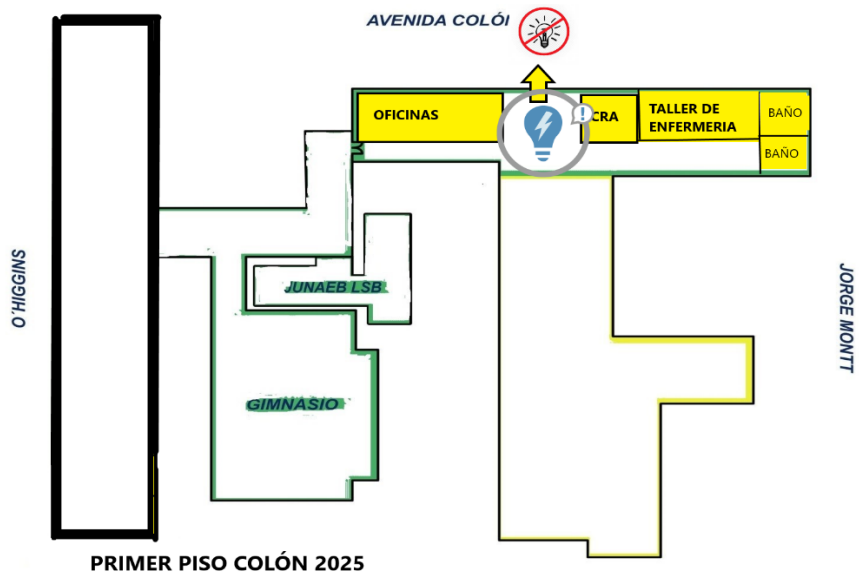 AVENIDA COLÓI
OFICINAS
!
CRA
TALLER DE
ENFERMERIA
BAÑO
BAÑO
O'HIGGINS
JUNAEB LSB
JORGE MONTT
GIMNASIO
PRIMER PISO COLÓN 2025